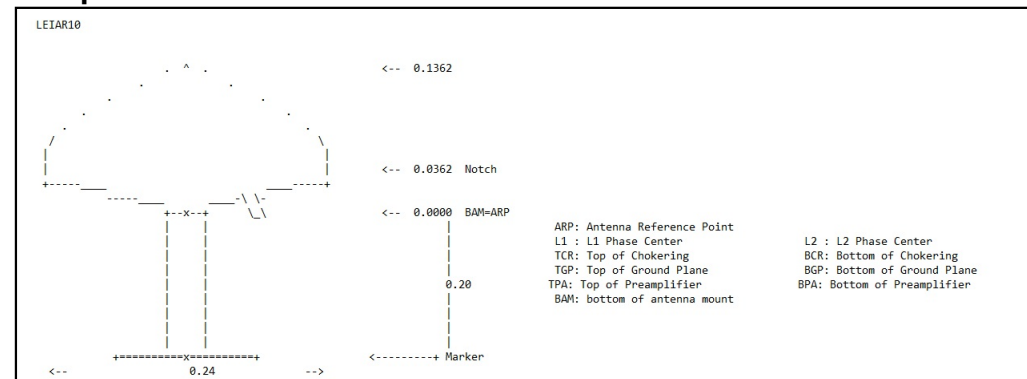 LEIAR10
<-- 0.1362
<-- 0.0362 Notch
<-- 0.0000 BAM=ARP
ARP: Antenna Reference Point
L1 : L1 Phase Center L2 : L2 Phase Center
TCR: Top of Chokering BCR: Bottom of Chokering
TGP: Top of Ground Plane BGP: Bottom of Ground Plane
0.20 TPA: Top of Preamplifier BPA: Bottom of Preamplifier
BAM: bottom of antenna mount
+==========x==========+ <---------+ Marker
<-- 0.24 -->